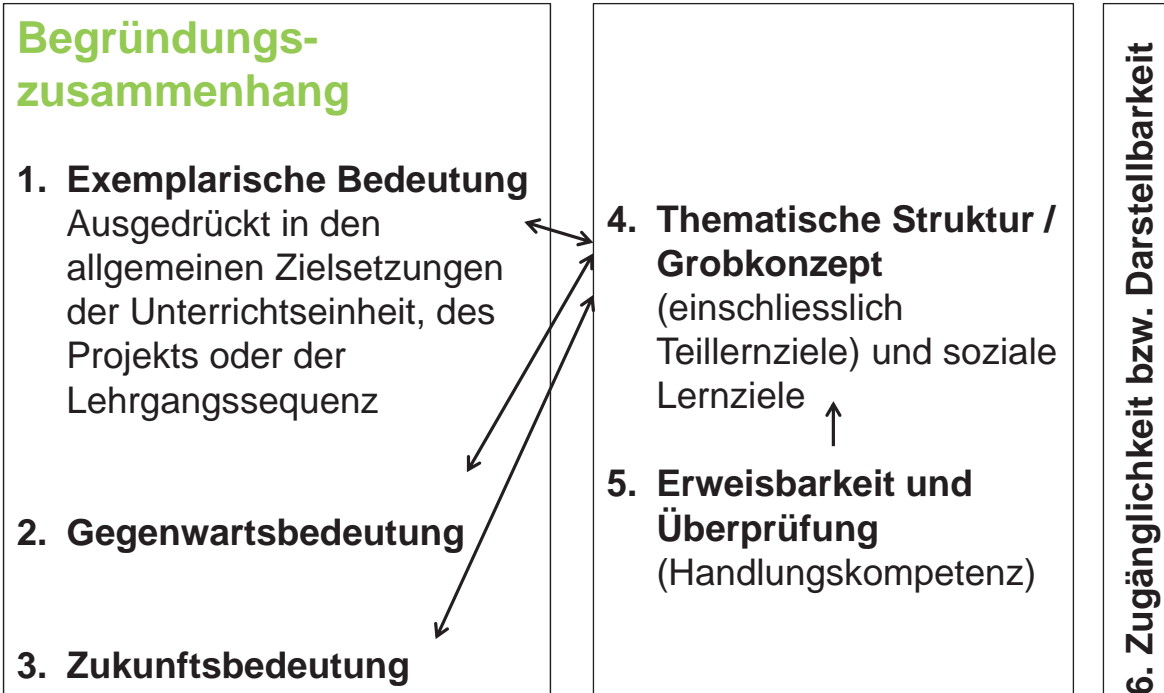 Begründungs-
zusammenhang
1. Exemplarische Bedeutung
Ausgedrückt in den
allgemeinen Zielsetzungen
der Unterrichtseinheit, des
Projekts oder der
Lehrgangssequenz
2. Gegenwartsbedeutung
3. Zukunftsbedeutung
4. Thematische Struktur /
Grobkonzept
(einschliesslich
Teillernziele) und soziale
Lernziele
5. Erweisbarkeit und
Überprüfung
(Handlungskompetenz)
6. Zugänglichkeit bzw. Darstellbarkeit